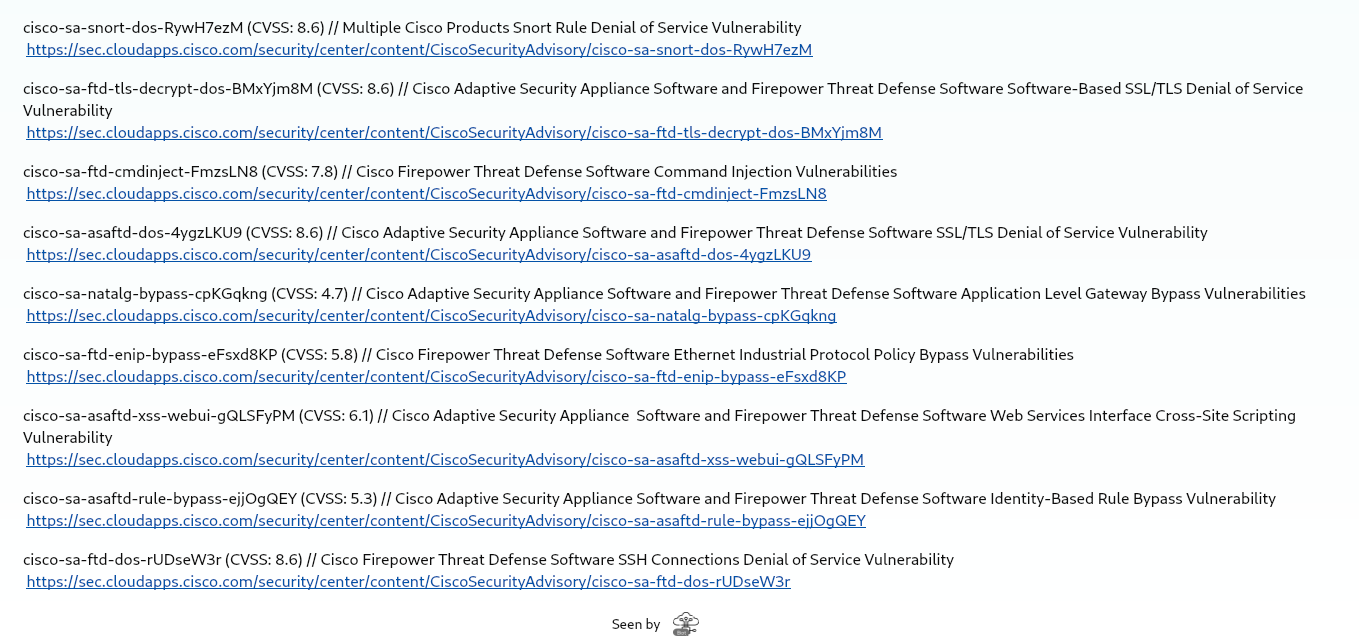 cisco-sa-snort-dos-RywH7ezM (CVSS: 8.6) // Multiple Cisco Products Snort Rule Denial of Service Vulnerability
https://sec.cloudapps.cisco.com/security/center/content/CiscoSecurityAdvisory/cisco-sa-snort-dos-RywH7ezM
cisco-sa-ftd-tls-decrypt-dos-BMxYjm8M (CVSS: 8.6) // Cisco Adaptive Security Appliance Software and Firepower Threat Defense Software Software-Based SSL/TLS Denial of Service
Vulnerability
https://sec.cloudapps.cisco.com/security/center/content/CiscoSecurityAdvisory/cisco-sa-ftd-tls-decrypt-dos-BMxYjm8M
cisco-sa-ftd-cmdinject-FmzsLN8 (CVSS: 7.8) // Cisco Firepower Threat Defense Software Command Injection Vulnerabilities
https://sec.cloudapps.cisco.com/security/center/content/CiscoSecurityAdvisory/cisco-sa-ftd-cmdinject-FmzsLN8
cisco-sa-asaftd-dos-4ygzLKU9 (CVSS: 8.6) // Cisco Adaptive Security Appliance Software and Firepower Threat Defense Software SSL/TLS Denial of Service Vulnerability
https://sec.cloudapps.cisco.com/security/center/content/CiscoSecurityAdvisory/cisco-sa-asaftd-dos-4ygzLKU9
cisco-sa-natalg-bypass-cpKGqkng (CVSS: 4.7) // Cisco Adaptive Security Appliance Software and Firepower Threat Defense Software Application Level Gateway Bypass Vulnerabilities
https://sec.cloudapps.cisco.com/security/center/content/CiscoSecurityAdvisory/cisco-sa-natalg-bypass-cpKGqkng
cisco-sa-ftd-enip-bypass-eFsxd8KP (CVSS: 5.8) // Cisco Firepower Threat Defense Software Ethernet Industrial Protocol Policy Bypass Vulnerabilities
https://sec.cloudapps.cisco.com/security/center/content/CiscoSecurityAdvisory/cisco-sa-ftd-enip-bypass-eFsxd8KP
cisco-sa-asaftd-xss-webui-gQLSFyPM (CVSS: 6.1) // Cisco Adaptive Security Appliance  Software and Firepower Threat Defense Software Web Services Interface Cross-Site Scripting
Vulnerability
https://sec.cloudapps.cisco.com/security/center/content/CiscoSecurityAdvisory/cisco-sa-asaftd-xss-webui-gQLSFyPM
cisco-sa-asaftd-rule-bypass-ejjOgQEY (CVSS: 5.3) // Cisco Adaptive Security Appliance Software and Firepower Threat Defense Software Identity-Based Rule Bypass Vulnerability
https://sec.cloudapps.cisco.com/security/center/content/CiscoSecurityAdvisory/cisco-sa-asaftd-rule-bypass-ejjOgQEY
cisco-sa-ftd-dos-rUDseW3r (CVSS: 8.6) // Cisco Firepower Threat Defense Software SSH Connections Denial of Service Vulnerability
https://sec.cloudapps.cisco.com/security/center/content/CiscoSecurityAdvisory/cisco-sa-ftd-dos-rUDseW3r
Seen by